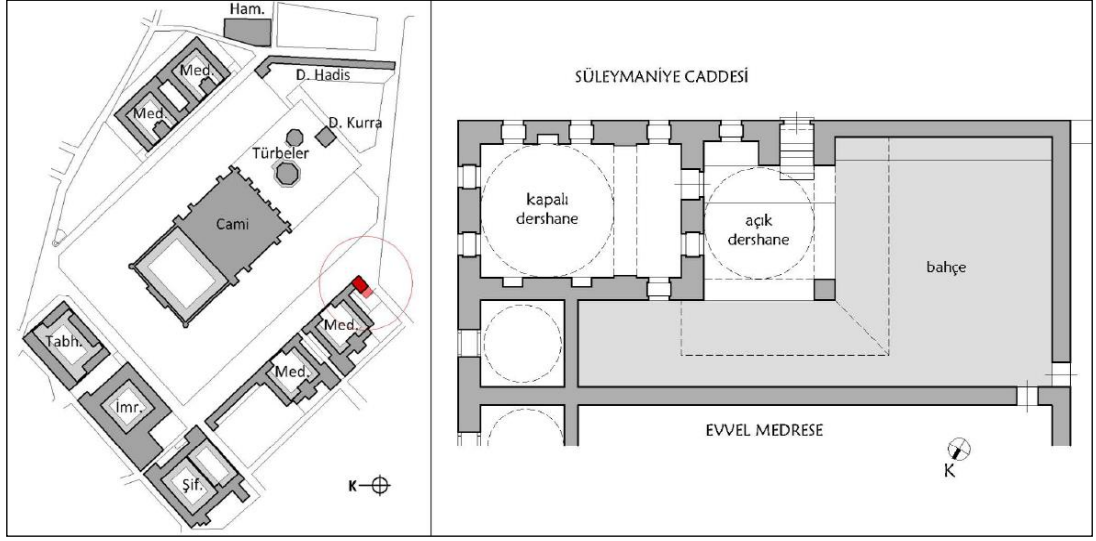 Ham.
Med.
D. Hadis
Med.
D. Kurra
Türbeler
Cami
Med.
Tabh.
Med.
İmr.
Şif.
K
SÜLEYMANİYE CADDESİ
kapalı
dershane
açık
dershane
bahçe
EVVEL MEDRESE
K